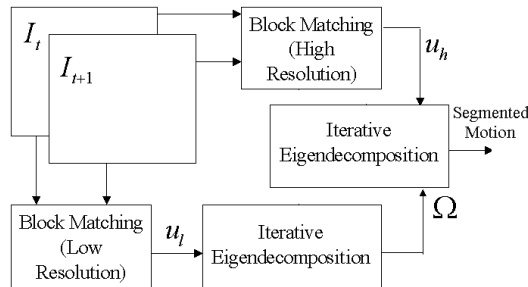 I_t
I_{t+1}
Block Matching
(High
Resolution)
u_h
Iterative
Eigendecomposition
Segmented
Motion
Block Matching
(Low
Resolution)
u_l
Iterative
Eigendecomposition
Ω